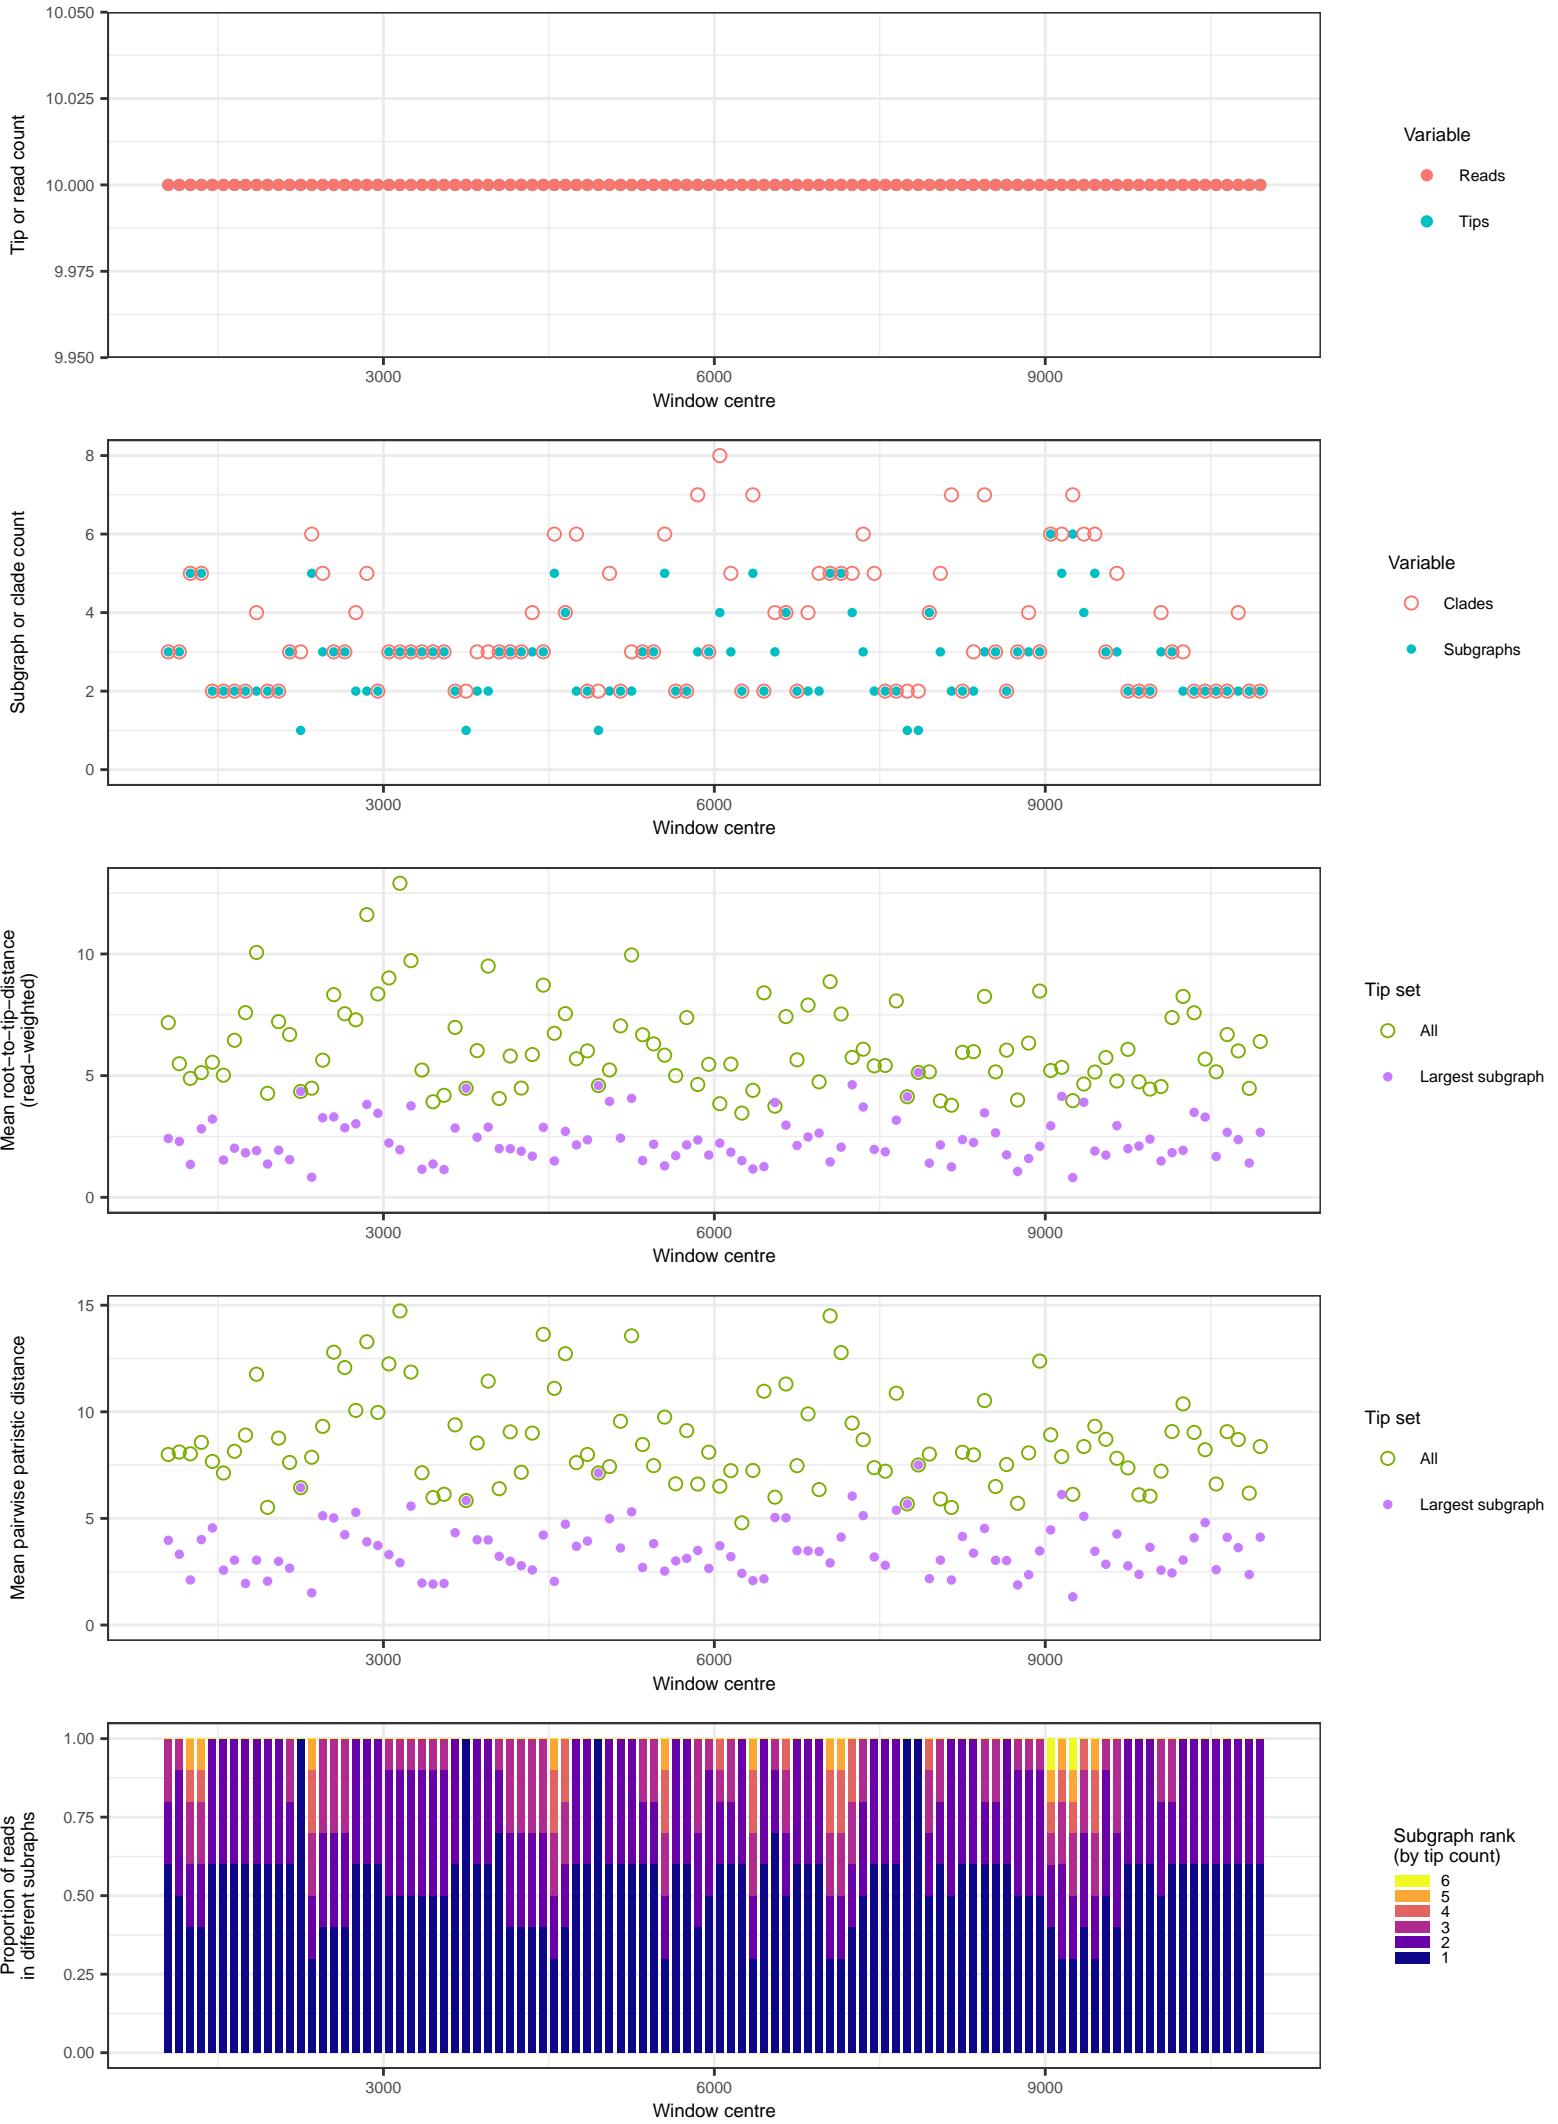 10.050
10.025
10.000
9.975
9.950
Tip or read count
3000 6000 9000
Window centre
Variable
Reads
Tips
8
6
4
2
0
Subgraph or clade count
3000 6000 9000
Window centre
Variable
Clades
Subgraphs
10
5
0
Mean root−to−tip−distance
(read−weighted)
3000 6000 9000
Window centre
Tip set
All
Largest subgraph
15
10
5
0
Mean pairwise patristic distance
3000 6000 9000
Window centre
Tip set
All
Largest subgraph
1.00
0.75
0.50
0.25
0.00
Proportion of reads
in different subraphs
3000 6000 9000
Window centre
Subgraph rank
(by tip count)
6
5
4
3
2
1